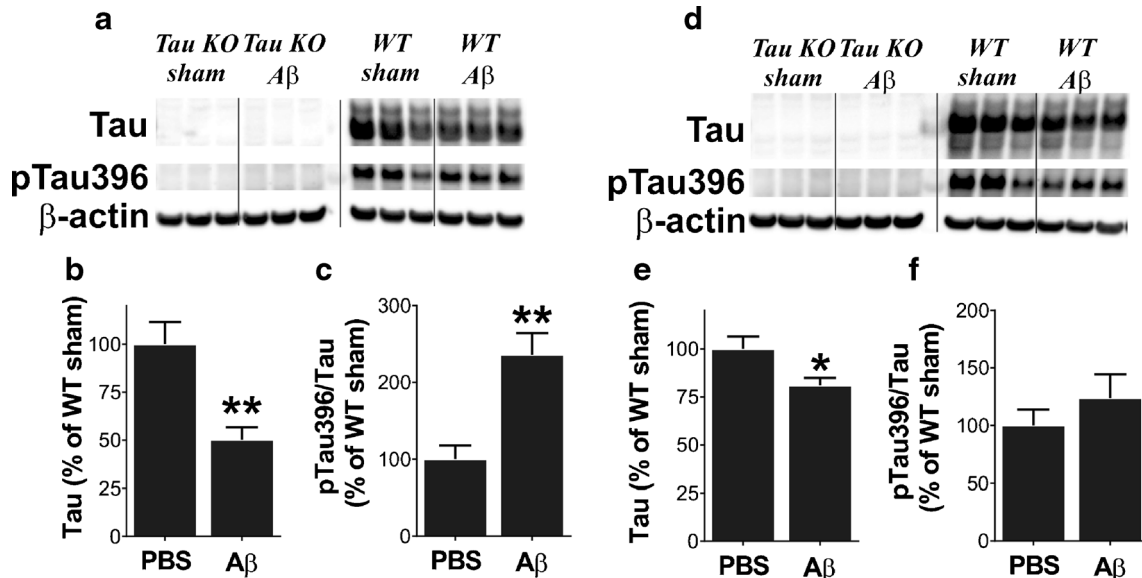 a
Tau KO Tau KO WT WT
sham Aβ sham Aβ
Tau
pTau396
β-actin
d
Tau KO Tau KO WT WT
sham Aβ sham Aβ
Tau
pTau396
β-actin
b
Tau (% of WT sham)
100
75
50
25
0
**
PBS Aβ
c
pTau396/Tau
(% of WT sham)
300
200
100
0
**
PBS Aβ
e
Tau (% of WT sham)
100
75
50
25
0
*
PBS Aβ
f
pTau396/Tau
(% of WT sham)
200
150
100
50
0
PBS Aβ